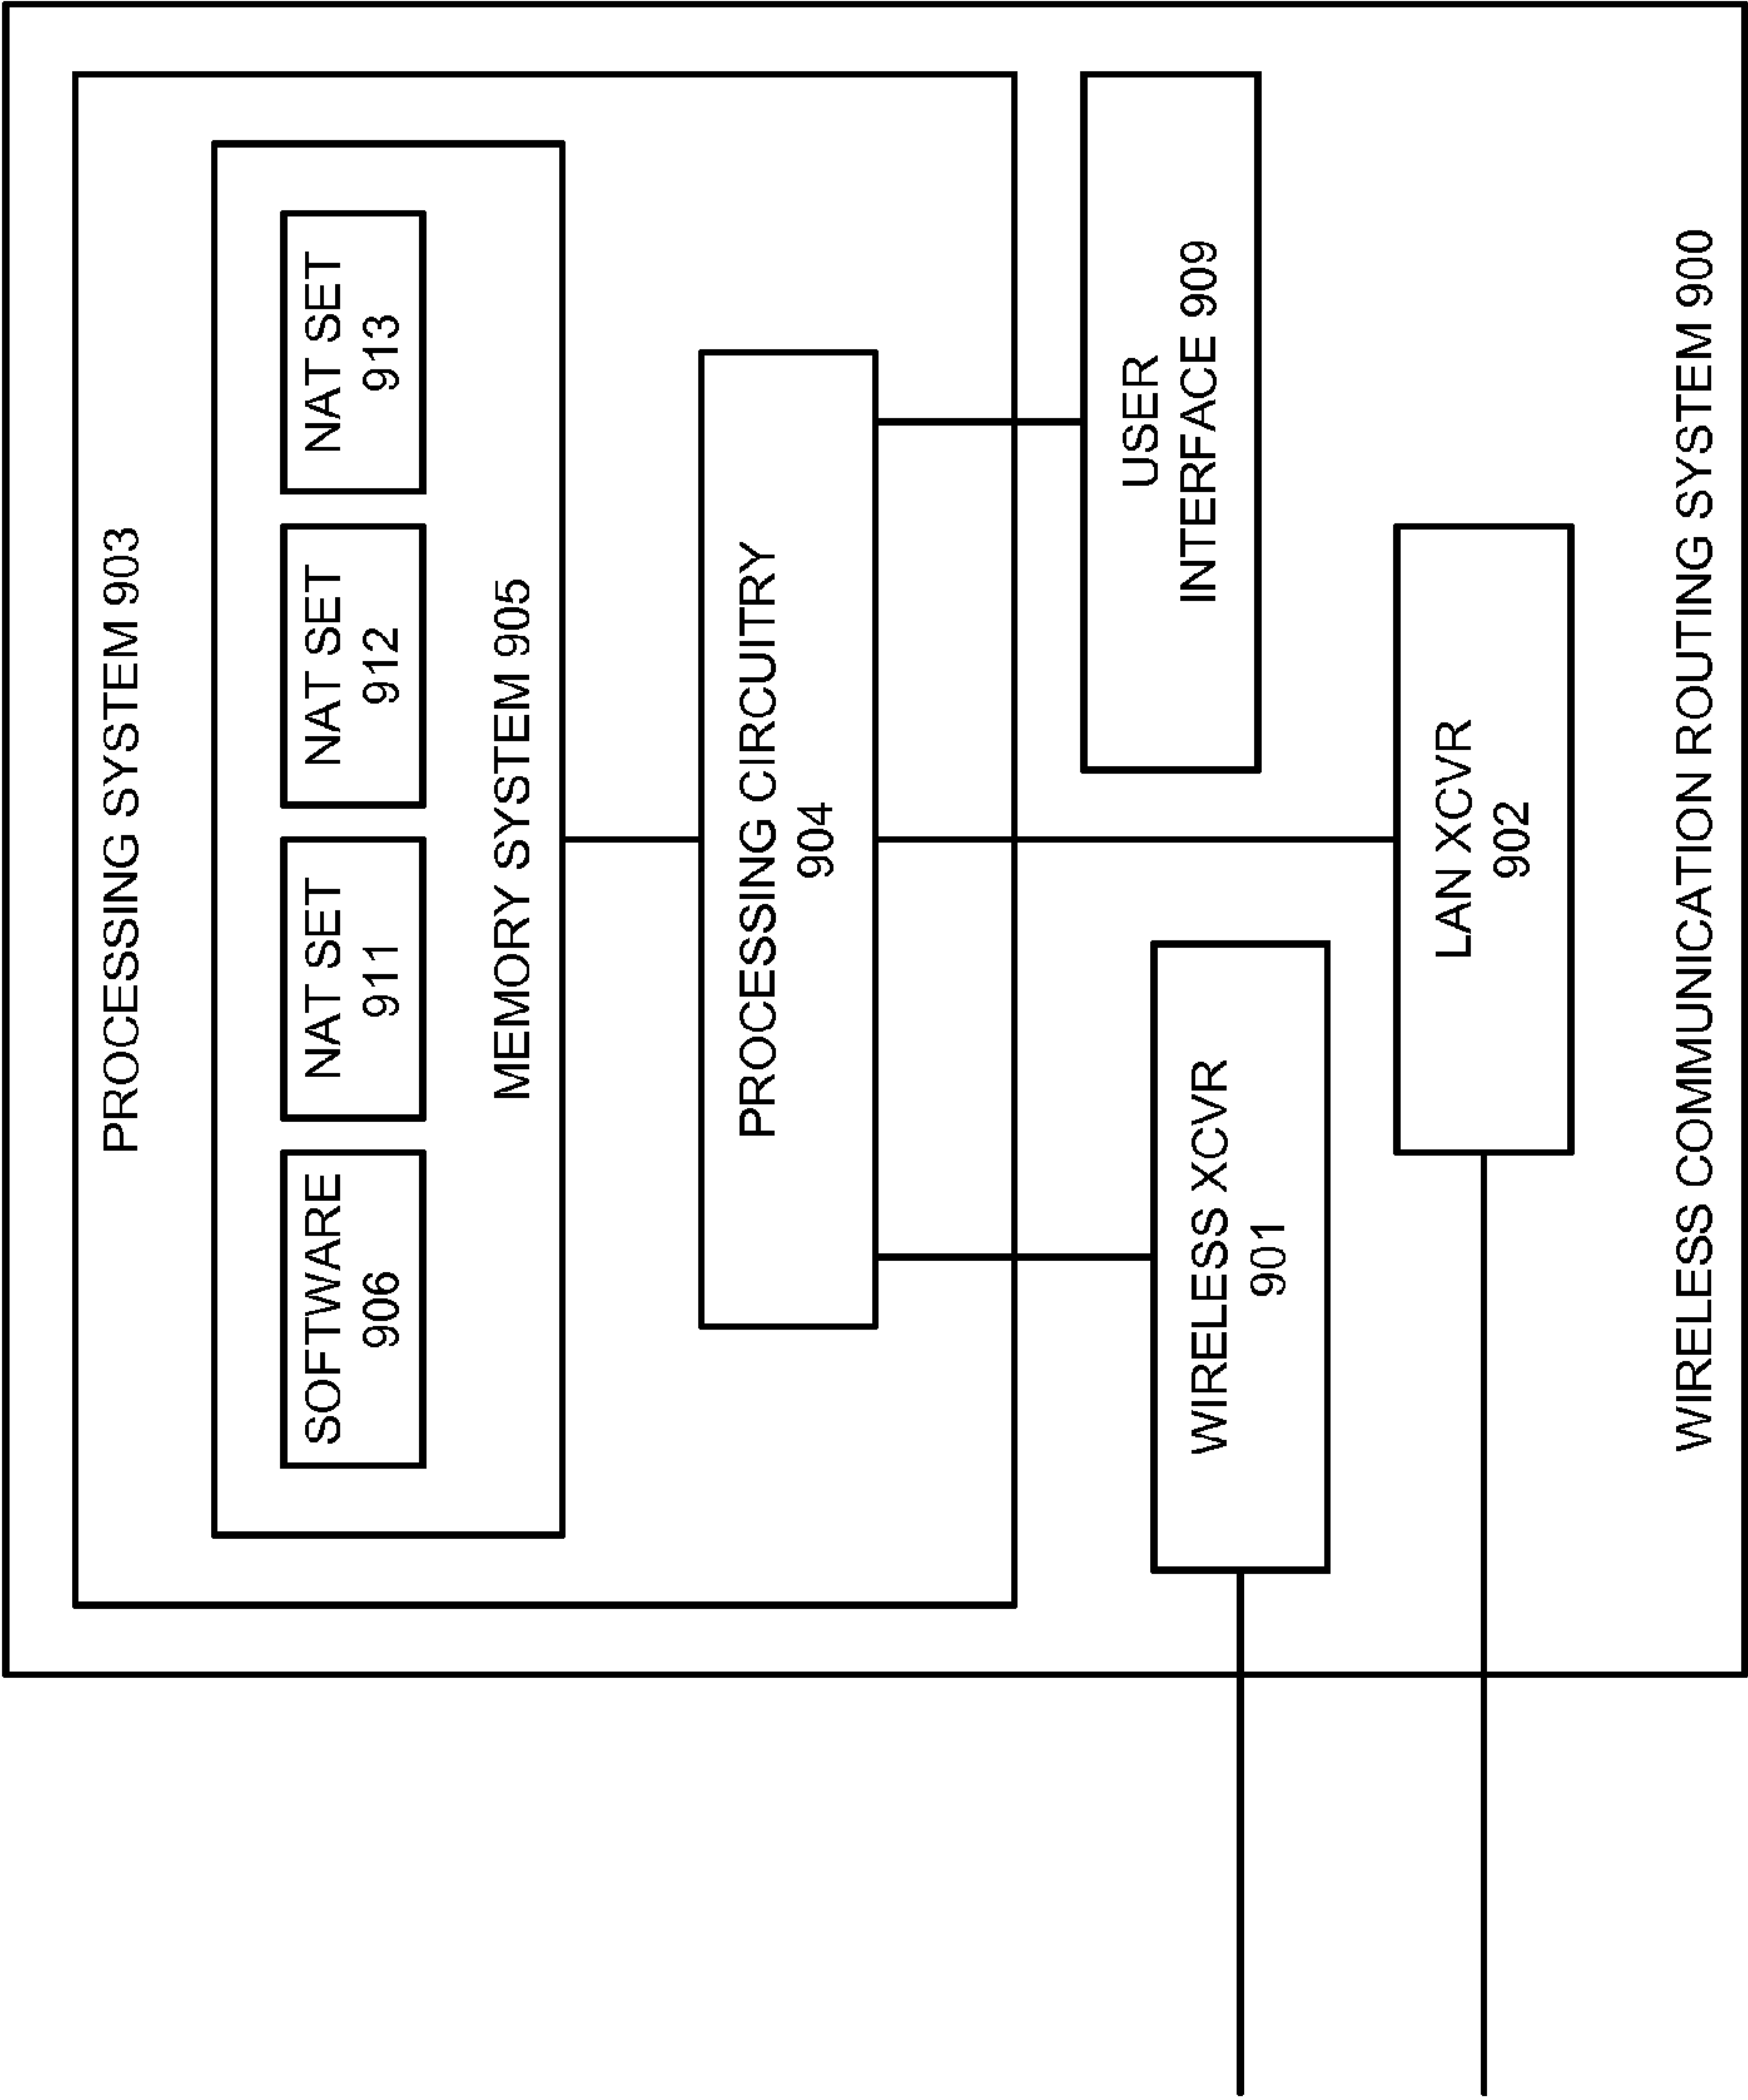 PROCESSING SYSTEM 903
SOFTWARE
906
NAT SET
911
NAT SET
912
NAT SET
913
MEMORY SYSTEM 905
PROCESSING CIRCUITRY
904
WIRELESS XCVR
901
USER
INTERFACE 909
LAN XCVR
902
WIRELESS COMMUNICATION ROUTING SYSTEM 900